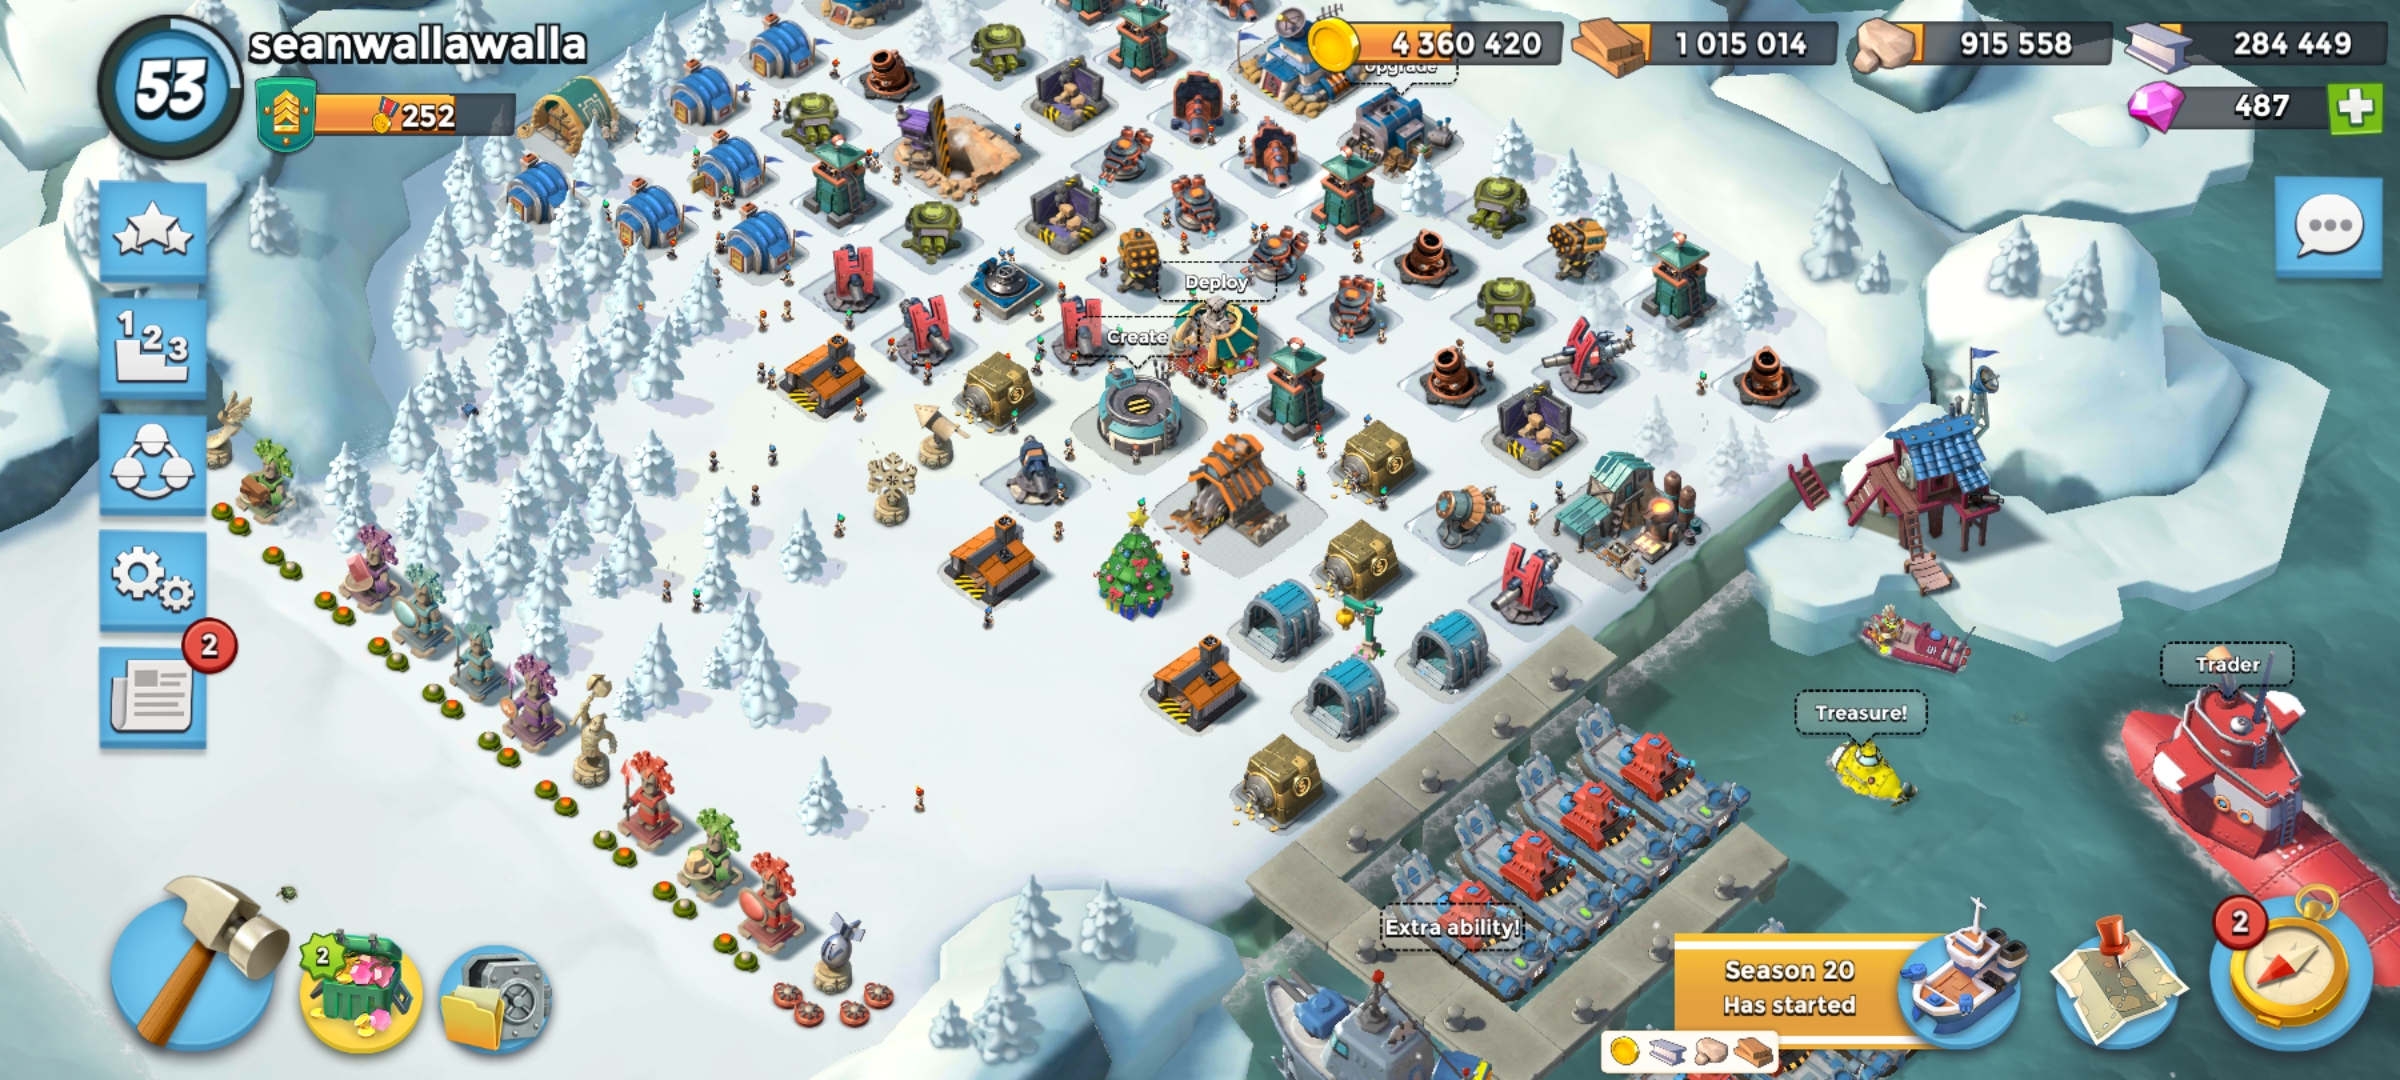 53
seanwallawalla
252
4 360 420
1 015 014
915 558
284 449
487
Upgrade
Deploy
Create
1 2 3
2
Trader
Treasure!
Extra ability!
2
Season 20
Has started
2